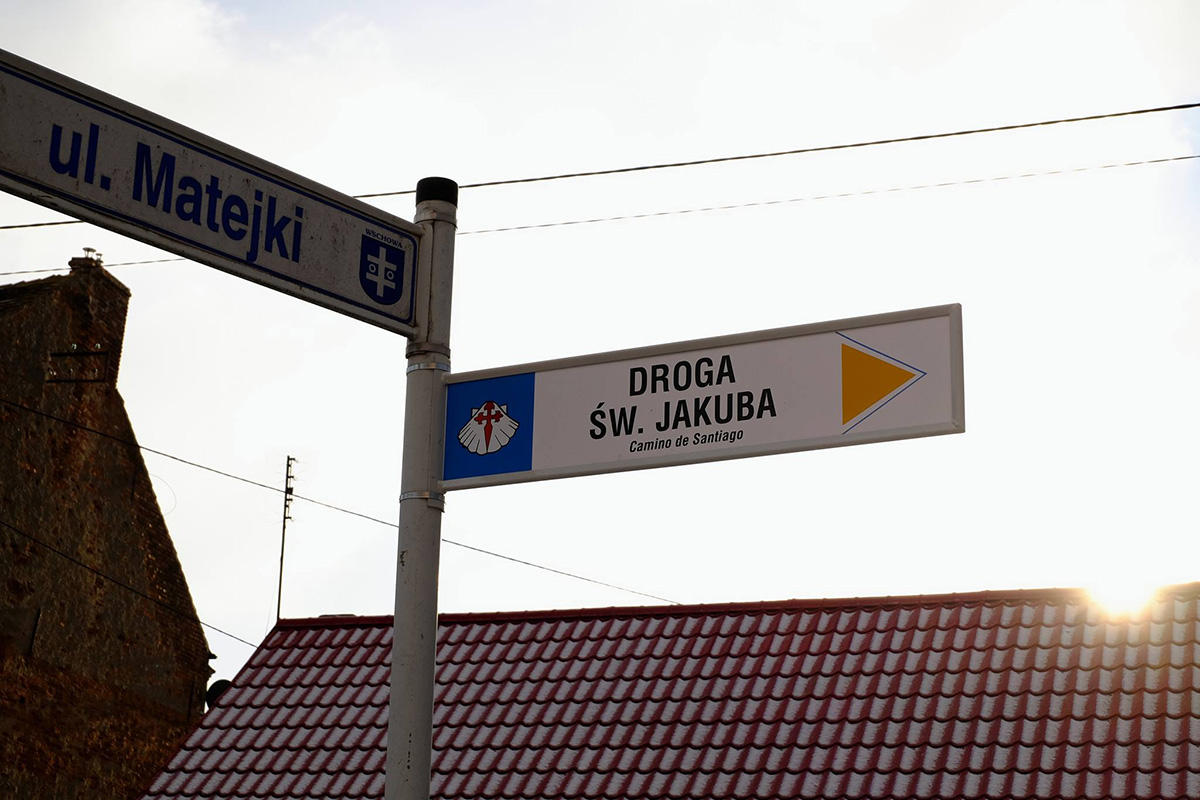 ul. Matejki
WSCHOWA
DROGA
ŚW. JAKUBA
Camino de Santiago